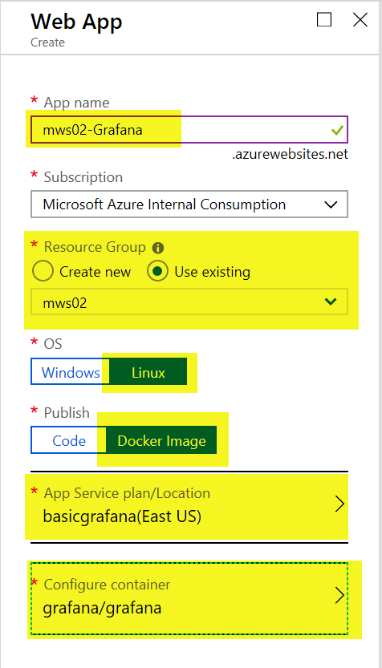 Web App
Create
* App name
mws02-Grafana
.azurewebsites.net
* Subscription
Microsoft Azure Internal Consumption
* Resource Group
Create new Use existing
mws02
* OS
Windows Linux
* Publish
Code Docker Image
* App Service plan/Location
basicgrafana(East US)
* Configure container
grafana/grafana